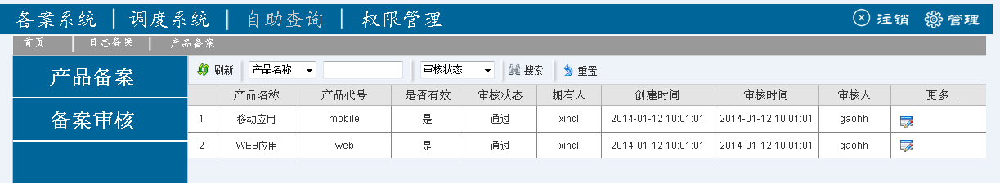 备案系统 | 调度系统 | 自助查询 | 权限管理 注销 管理
首页 日志备案 产品备案
产品备案
备案审核
刷新 产品名称 审核状态 搜索 重置
产品名称 产品代号 是否有效 审核状态 拥有人 创建时间 审核时间 审核人 更多...
1 移动应用 mobile 是 通过 xincl 2014-01-12 10:01:01 2014-01-12 10:01:01 gaohh
2 WEB应用 web 是 通过 xincl 2014-01-12 10:01:01 2014-01-12 10:01:01 gaohh